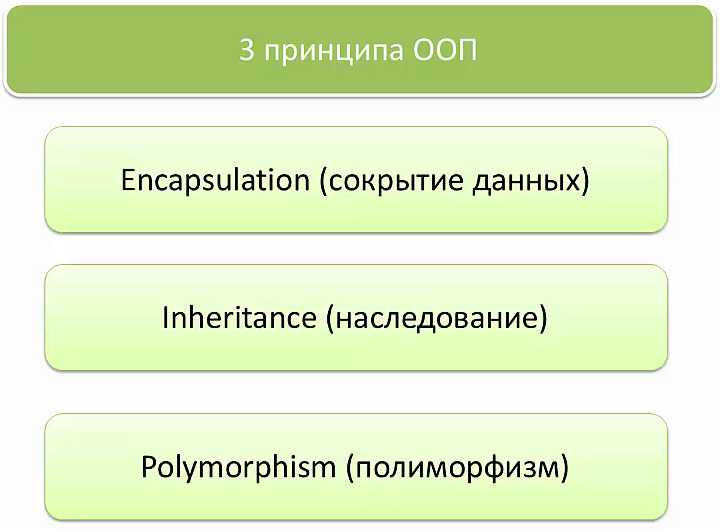 3 принципа ООП
Encapsulation (сокрытие данных)
Inheritance (наследование)
Polymorphism (полиморфизм)